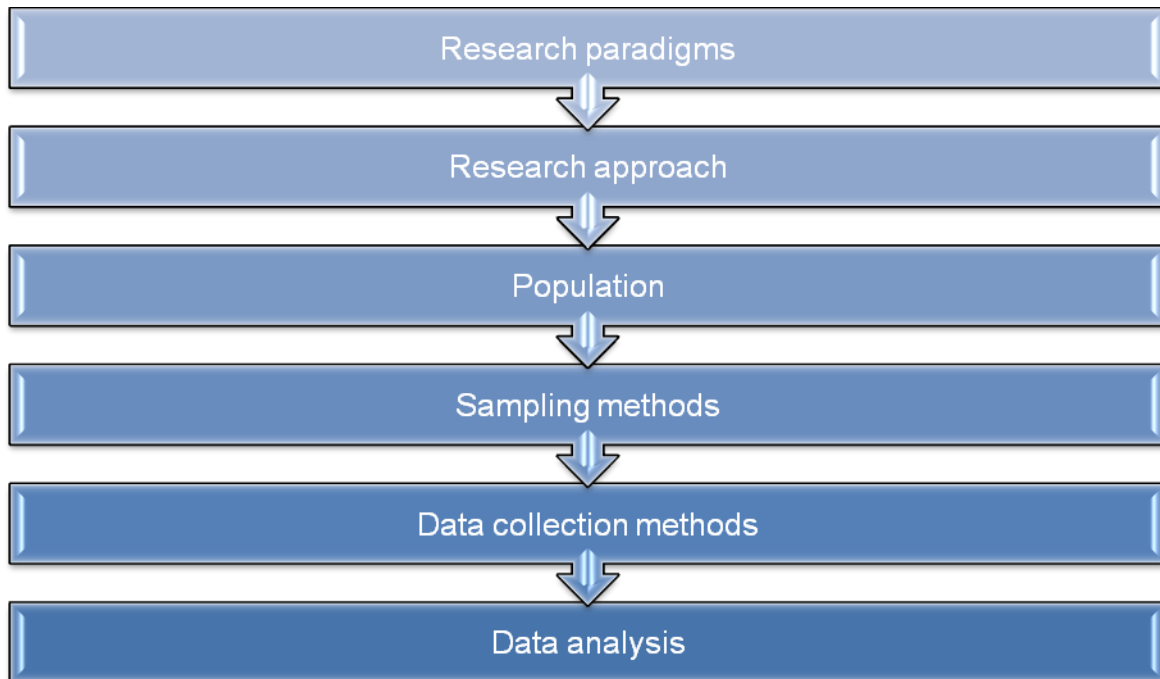 Research paradigms
Research approach
Population
Sampling methods
Data collection methods
Data analysis